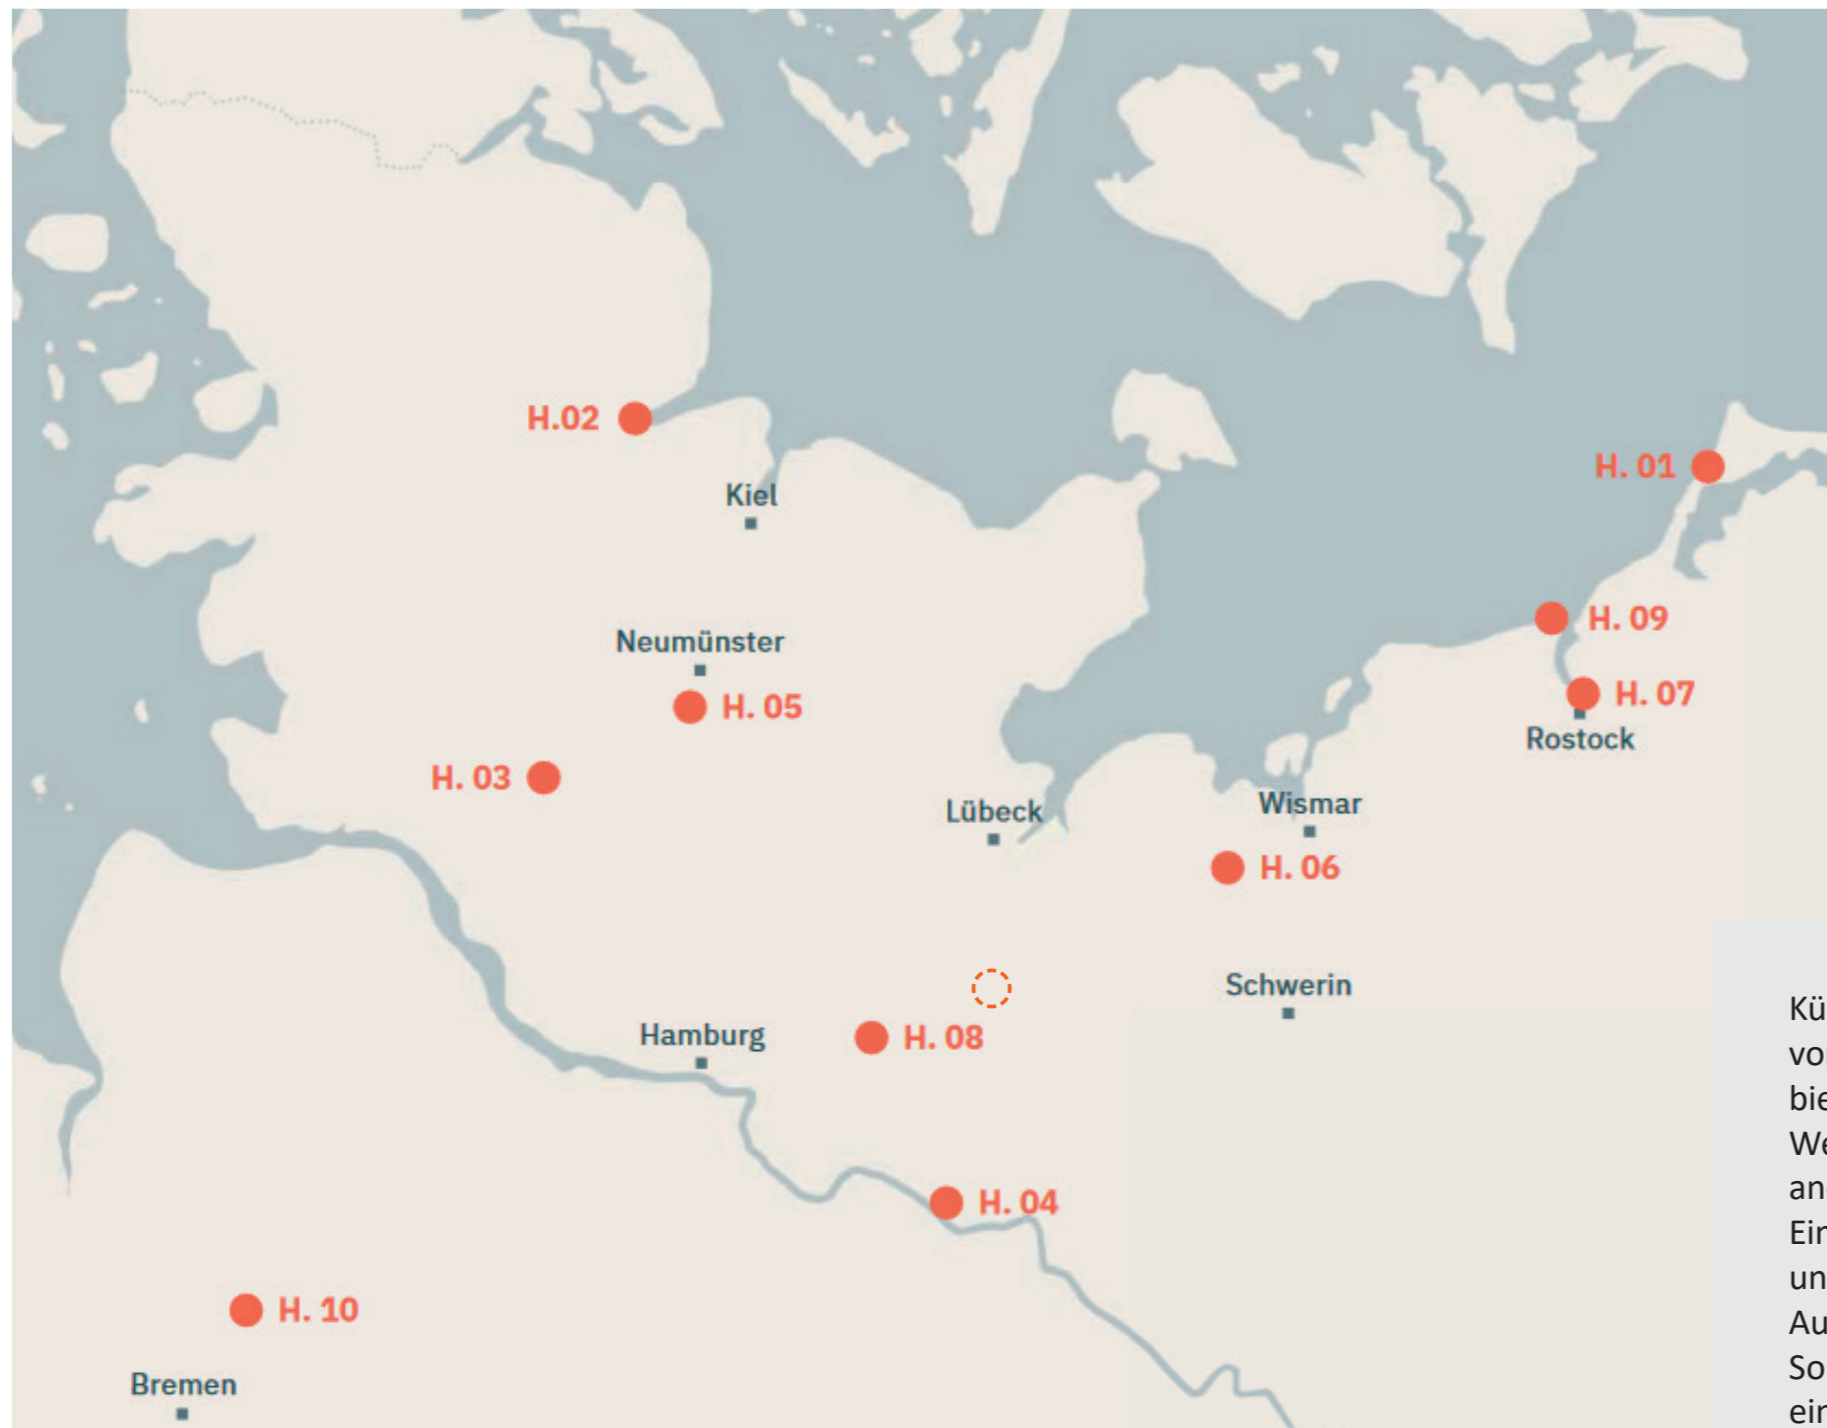 H.02
H. 01
Kiel
H. 09
Neumünster
H. 07
H. 05
Rostock
H. 03
Lübeck
Wismar
H. 06
Schwerin
Hamburg
H. 08
H. 04
H. 10
Bremen